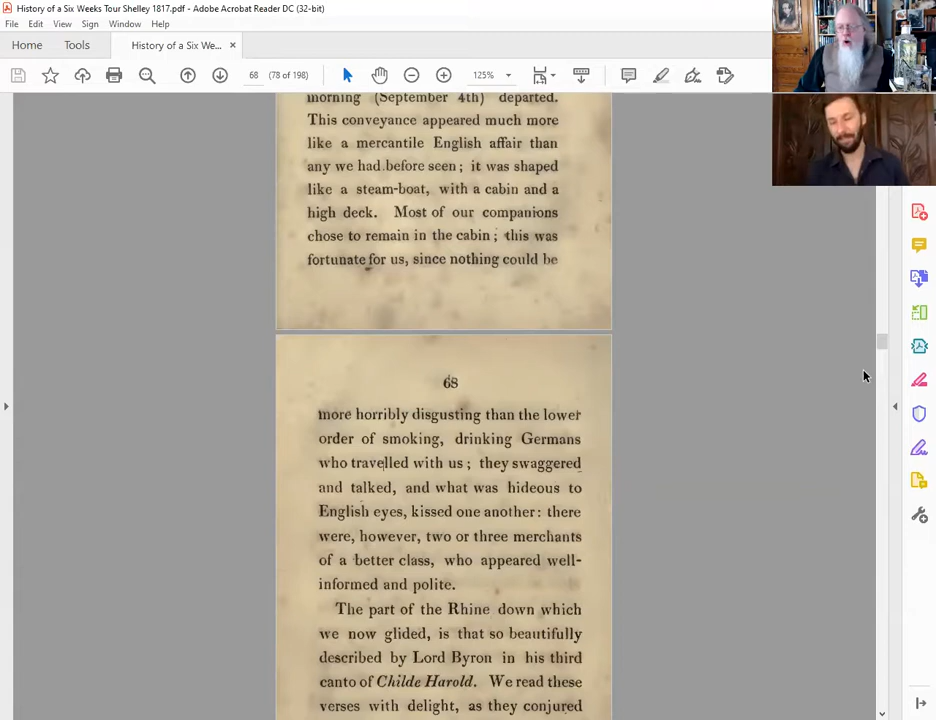 History of a Six Weeks Tour Shelley 1817.pdf - Adobe Acrobat Reader DC (32-bit)
File Edit View Sign Window Help
Home Tools History of a Six We... ×
68 (78 of 198) 125%
morning (September 4th) departed.
This conveyance appeared much more
like a mercantile English affair than
any we had before seen; it was shaped
like a steam-boat, with a cabin and a
high deck. Most of our companions
chose to remain in the cabin; this was
fortunate for us, since nothing could be
68
more horribly disgusting than the lower
order of smoking, drinking Germans
who travelled with us; they swaggered
and talked, and what was hideous to
English eyes, kissed one another: there
were, however, two or three merchants
of a better class, who appeared well-
informed and polite.
The part of the Rhine down which
we now glided, is that so beautifully
described by Lord Byron in his third
canto of Childe Harold. We read these
verses with delight, as they conjured